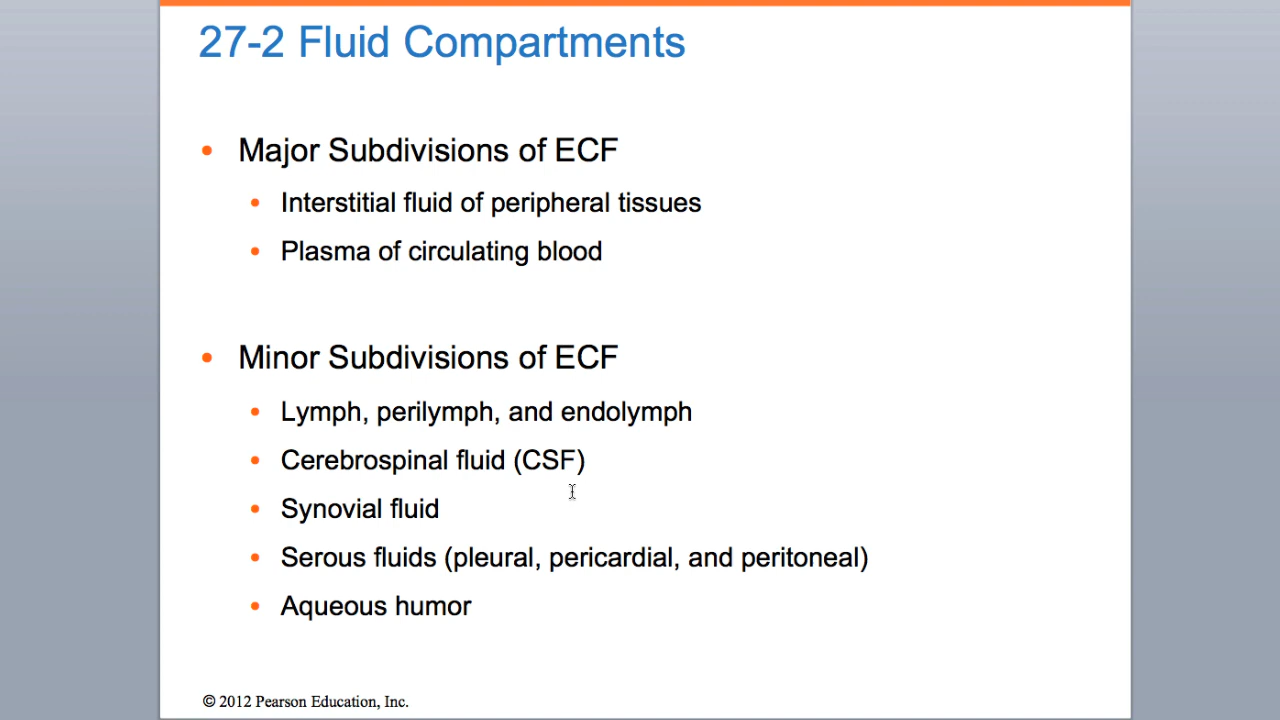 27-2 Fluid Compartments
• Major Subdivisions of ECF
• Interstitial fluid of peripheral tissues
• Plasma of circulating blood
• Minor Subdivisions of ECF
• Lymph, perilymph, and endolymph
• Cerebrospinal fluid (CSF)
• Synovial fluid
• Serous fluids (pleural, pericardial, and peritoneal)
• Aqueous humor
© 2012 Pearson Education, Inc.